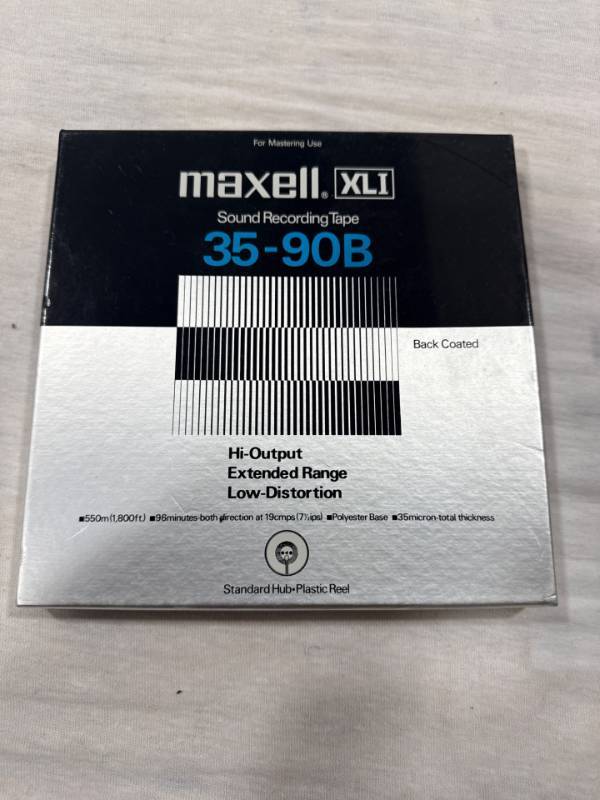 For Mastering Use
maxell® XLI
Sound Recording Tape
35-90B
Back Coated
Hi-Output
Extended Range
Low-Distortion
■550m(1,800ft.) ■96minutes-both direction at 19cmps (7½ips) ■Polyester Base ■35micron-total thickness
Standard Hub•Plastic Reel